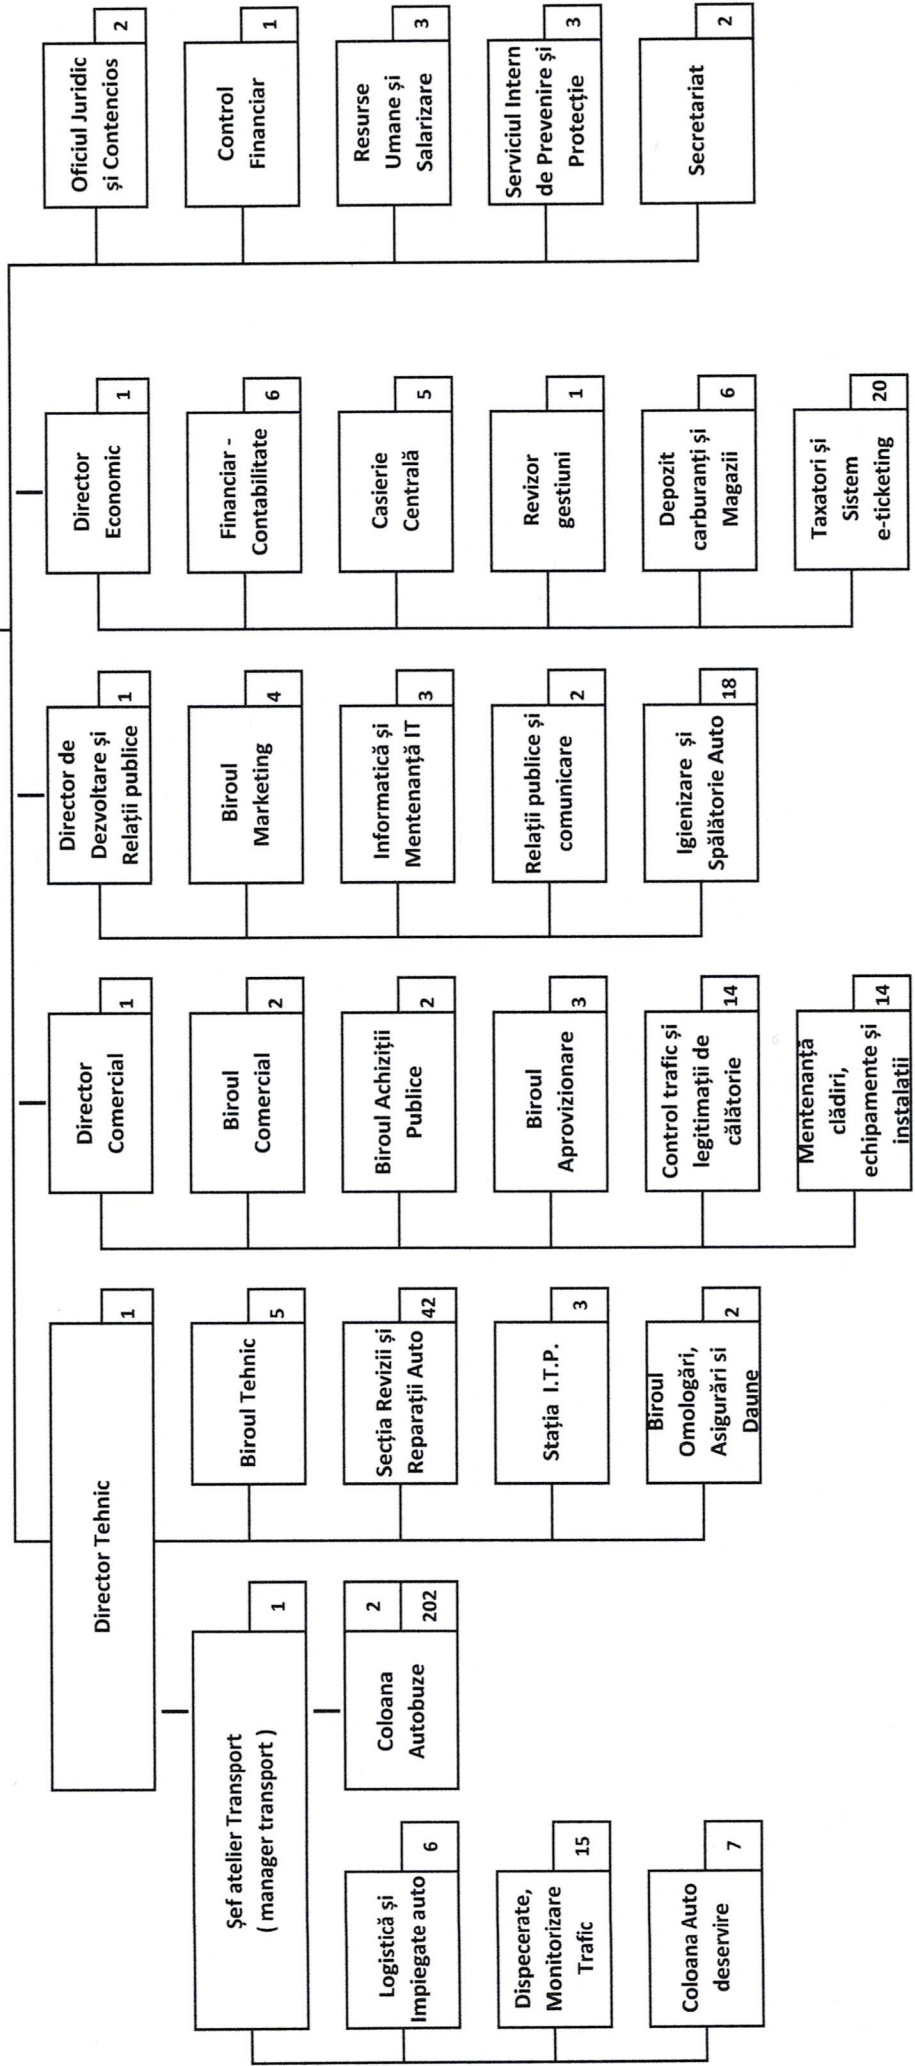 Director Tehnic
1
Șef atelier Transport
( manager transport )
1
Logistică și
Impiegate auto
6
Dispecerate,
Monitorizare
Trafic
15
Coloana Auto
deservire
7
Coloana
Autobuze
2
202
Biroul Tehnic
5
Secția Revizii și
Reparații Auto
42
Stația I.T.P.
3
Biroul
Omologări,
Asigurări si
Daune
2
Director
Comercial
1
Biroul
Comercial
2
Biroul Achiziții
Publice
2
Biroul
Aprovizionare
3
Control trafic și
legitimații de
călătorie
14
Mentenanță
clădiri,
echipamente și
instalatii
14
Director de
Dezvoltare și
Relații publice
1
Biroul
Marketing
4
Informatică și
Mentenanță IT
3
Relații publice și
comunicare
2
Igienizare și
Spălătorie Auto
18
Director
Economic
1
Financiar -
Contabilitate
6
Casierie
Centrală
5
Revizor
gestiuni
1
Depozit
carburanți și
Magazii
6
Taxatori și
Sistem
e-ticketing
20
Oficiul Juridic
și Contencios
2
Control
Financiar
1
Resurse
Umane și
Salarizare
3
Serviciul Intern
de Prevenire și
Protecție
3
Secretariat
2